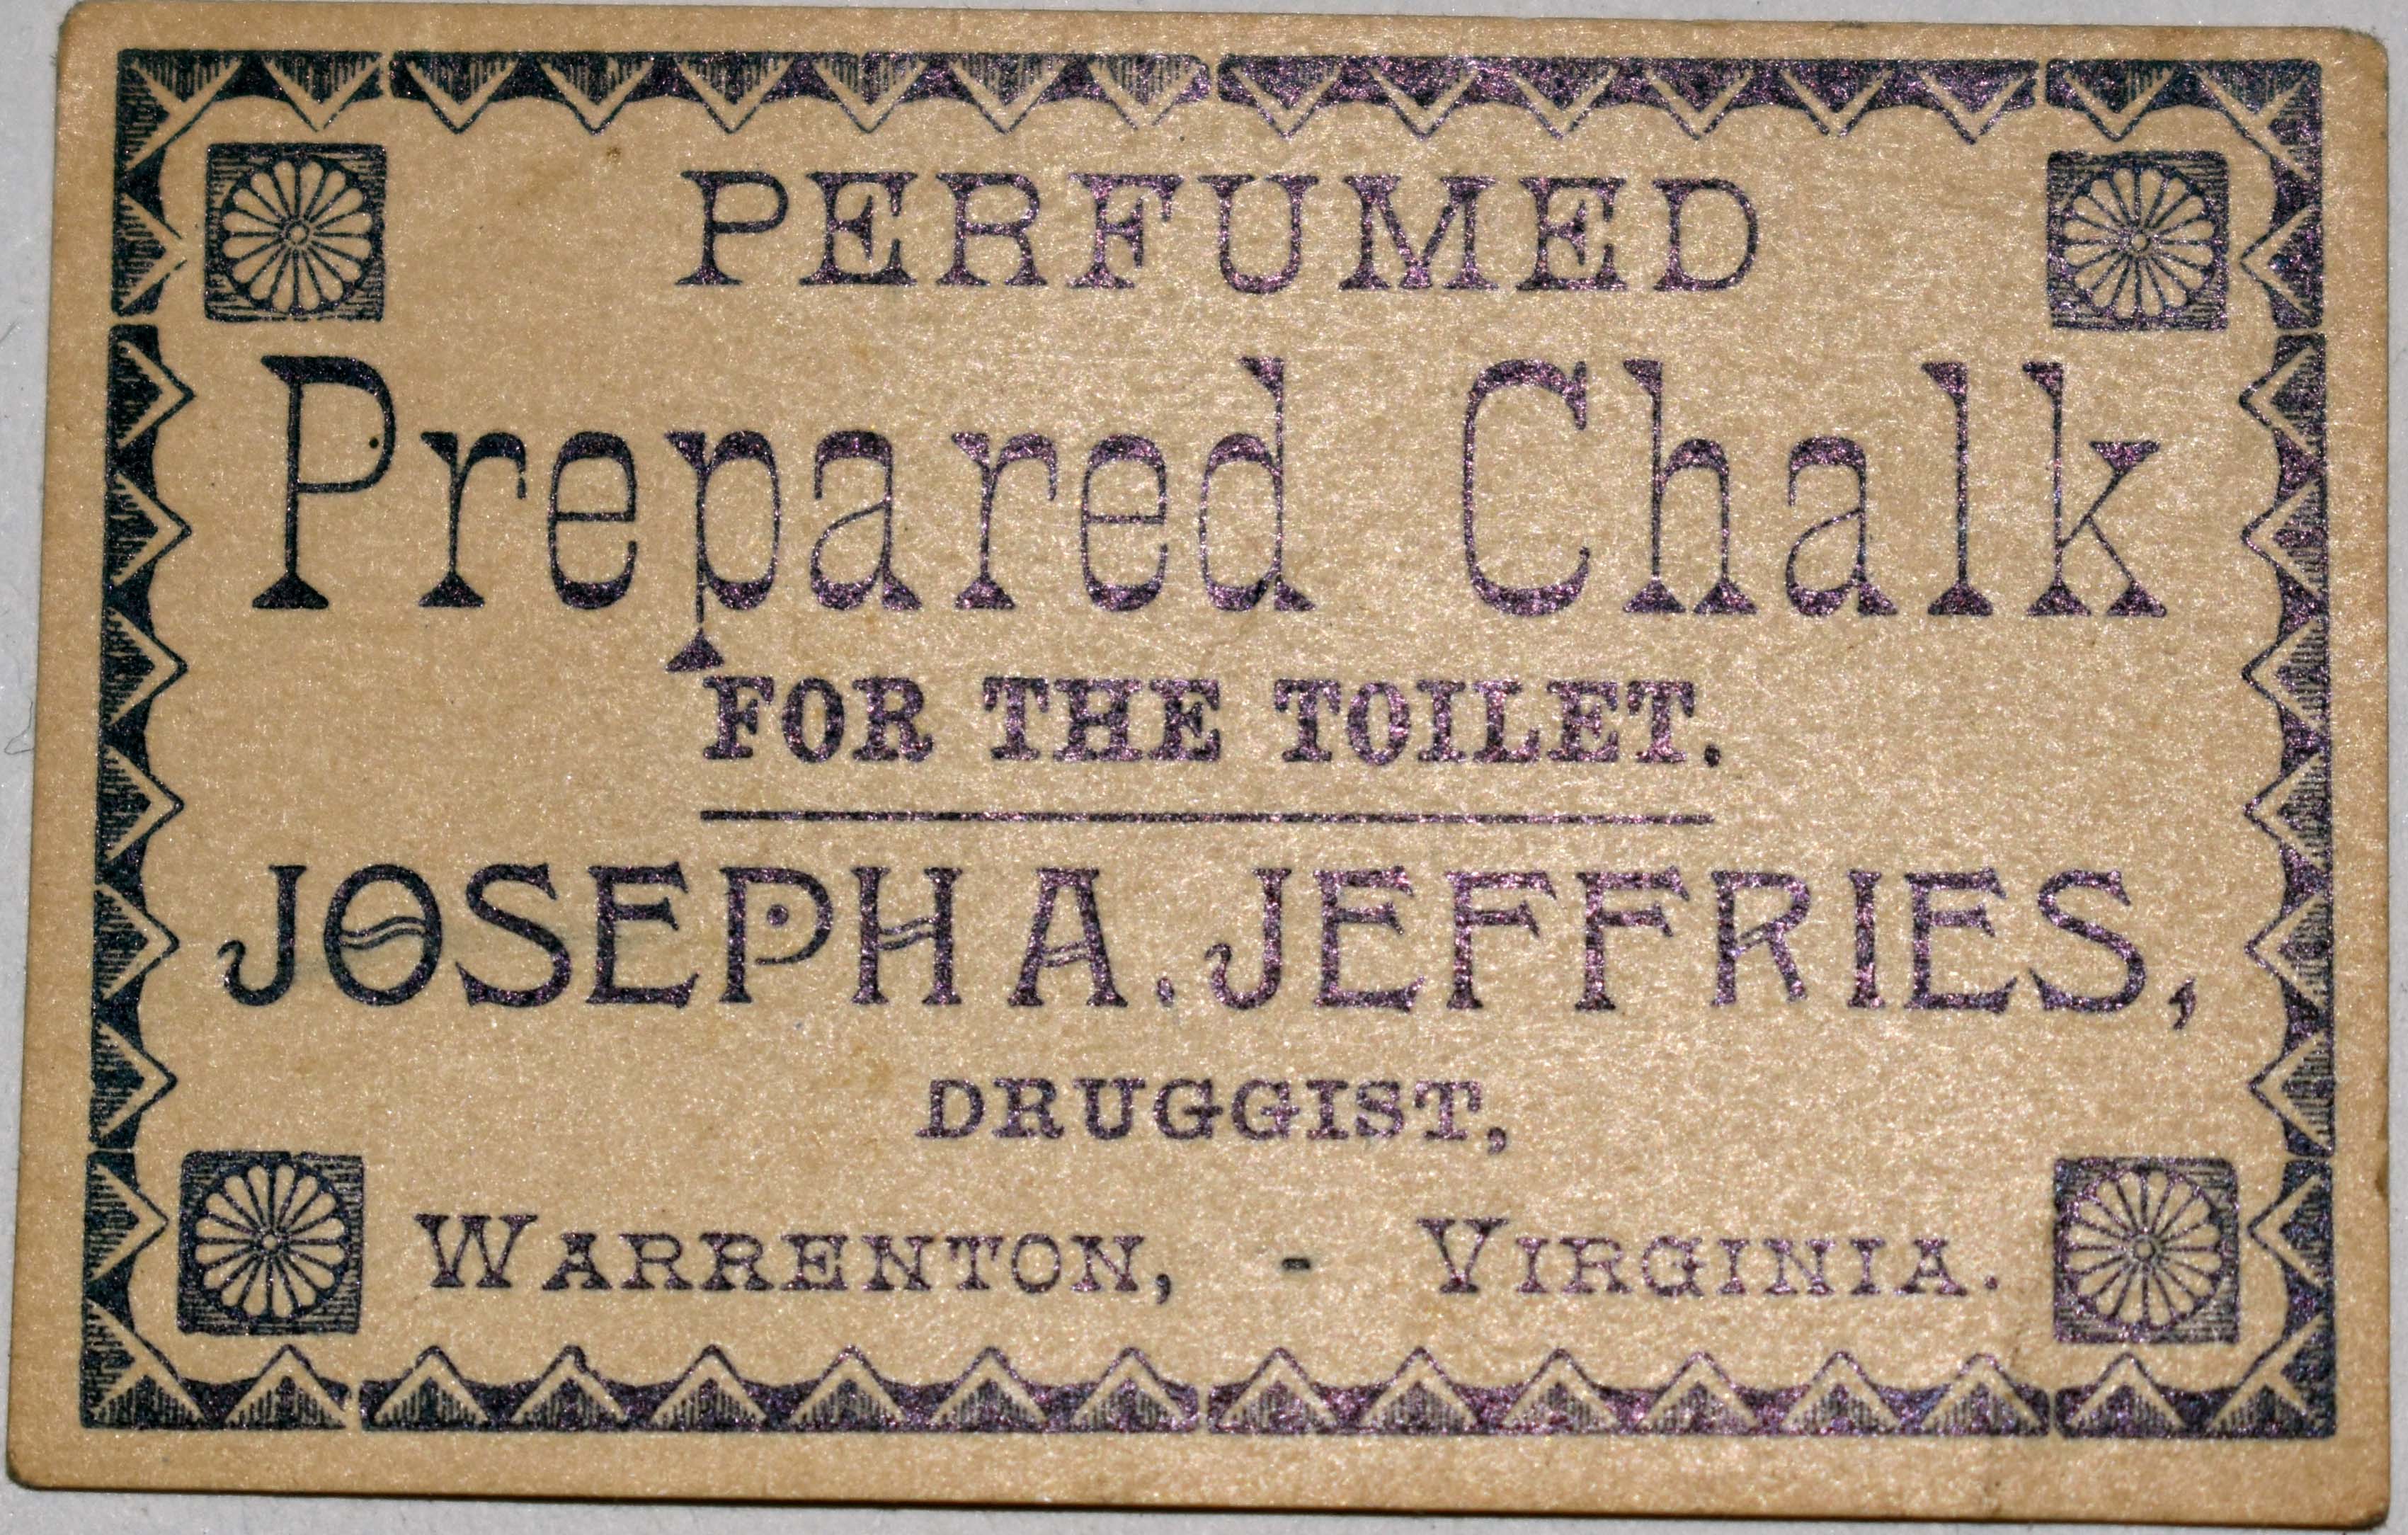 PERFUMED
Prepared Chalk
FOR THE TOILET.
JOSEPH A. JEFFRIES,
DRUGGIST,
WARRENTON, - VIRGINIA.